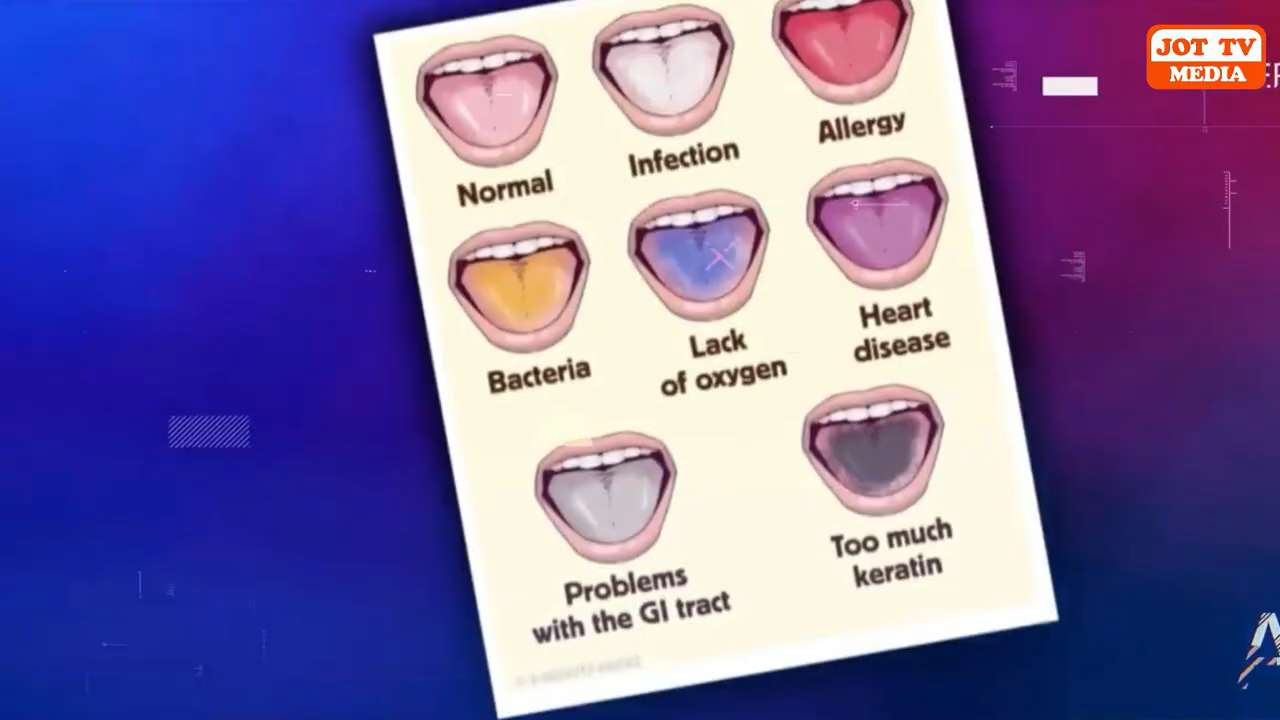 JOT TV
MEDIA
Normal
Infection
Allergy
Bacteria
Lack
of oxygen
Heart
disease
Problems
with the GI tract
Too much
keratin